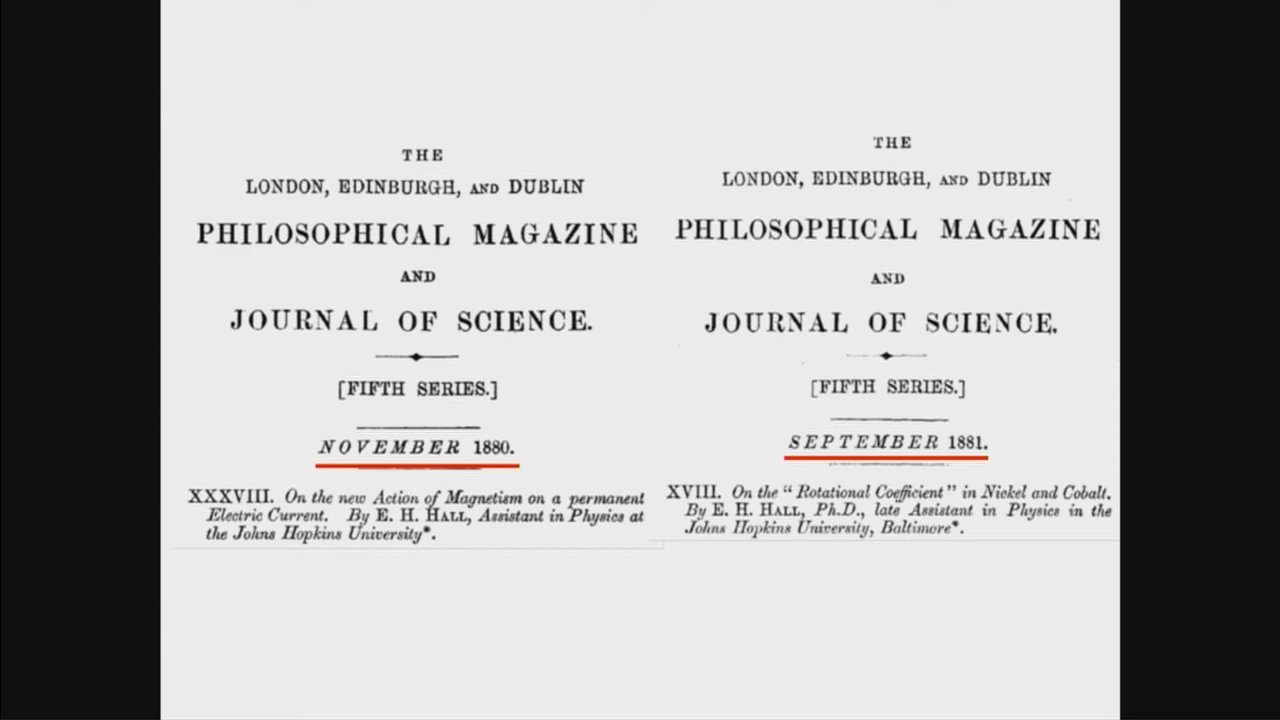 THE
LONDON, EDINBURGH, AND DUBLIN
PHILOSOPHICAL MAGAZINE
AND
JOURNAL OF SCIENCE.
[FIFTH SERIES.]
NOVEMBER 1880.
XXXVIII. On the new Action of Magnetism on a permanent
Electric Current. By E. H. HALL, Assistant in Physics at
the Johns Hopkins University*.
THE
LONDON, EDINBURGH, AND DUBLIN
PHILOSOPHICAL MAGAZINE
AND
JOURNAL OF SCIENCE.
[FIFTH SERIES.]
SEPTEMBER 1881.
XVIII. On the "Rotational Coefficient" in Nickel and Cobalt.
By E. H. HALL, Ph.D., late Assistant in Physics in the
Johns Hopkins University, Baltimore*.